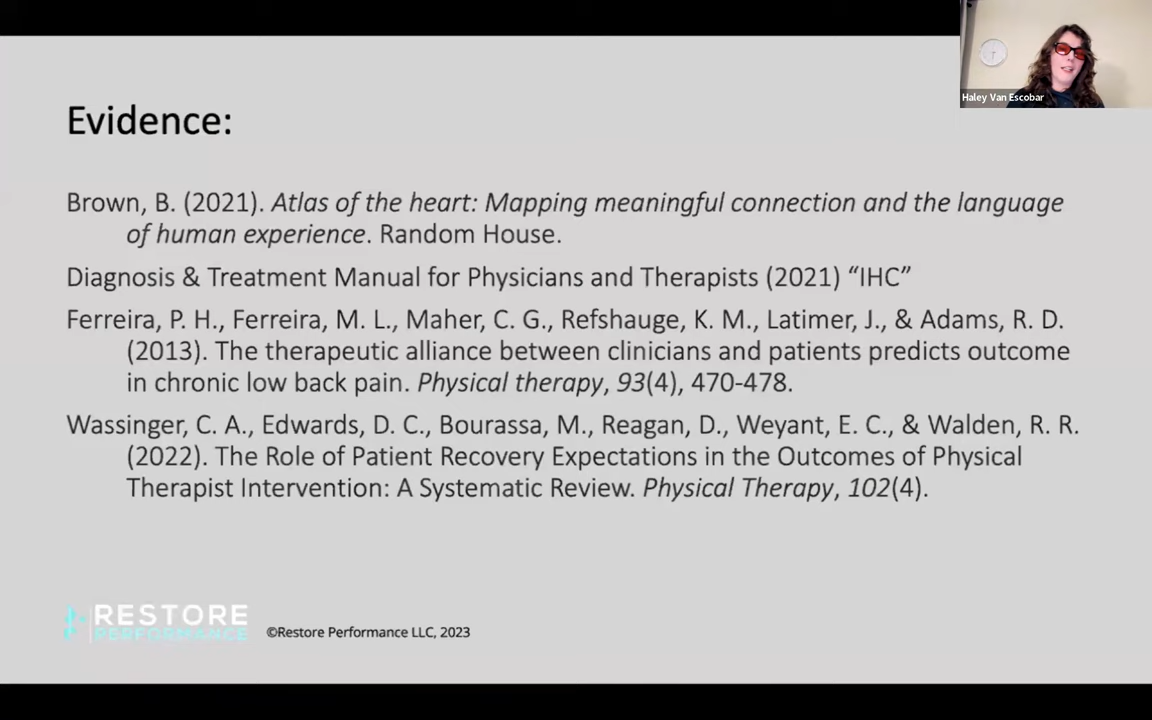 Haley Van Escobar
Evidence:
Brown, B. (2021). Atlas of the heart: Mapping meaningful connection and the language
of human experience. Random House.
Diagnosis & Treatment Manual for Physicians and Therapists (2021) “IHC”
Ferreira, P. H., Ferreira, M. L., Maher, C. G., Refshauge, K. M., Latimer, J., & Adams, R. D.
(2013). The therapeutic alliance between clinicians and patients predicts outcome
in chronic low back pain. Physical therapy, 93(4), 470-478.
Wassinger, C. A., Edwards, D. C., Bourassa, M., Reagan, D., Weyant, E. C., & Walden, R. R.
(2022). The Role of Patient Recovery Expectations in the Outcomes of Physical
Therapist Intervention: A Systematic Review. Physical Therapy, 102(4).
RESTORE
PERFORMANCE
©Restore Performance LLC, 2023